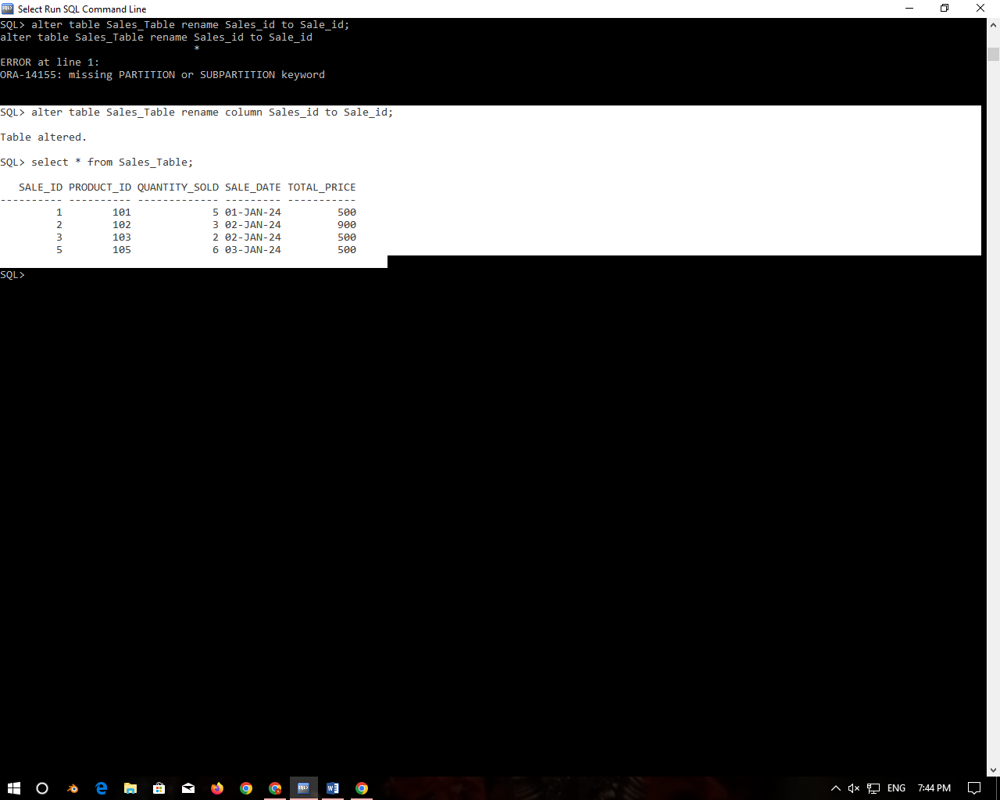 Select Run SQL Command Line
SQL> alter table Sales_Table rename Sales_id to Sale_id;
alter table Sales_Table rename Sales_id to Sale_id
                               *
ERROR at line 1:
ORA-14155: missing PARTITION or SUBPARTITION keyword
SQL> alter table Sales_Table rename column Sales_id to Sale_id;
Table altered.
SQL> select * from Sales_Table;
   SALE_ID PRODUCT_ID QUANTITY_SOLD SALE_DATE TOTAL_PRICE
---------- ---------- ------------- --------- -----------
         1        101             5 01-JAN-24         500
         2        102             3 02-JAN-24         900
         3        103             2 02-JAN-24         500
         5        105             6 03-JAN-24         500
SQL>
ENG 7:44 PM